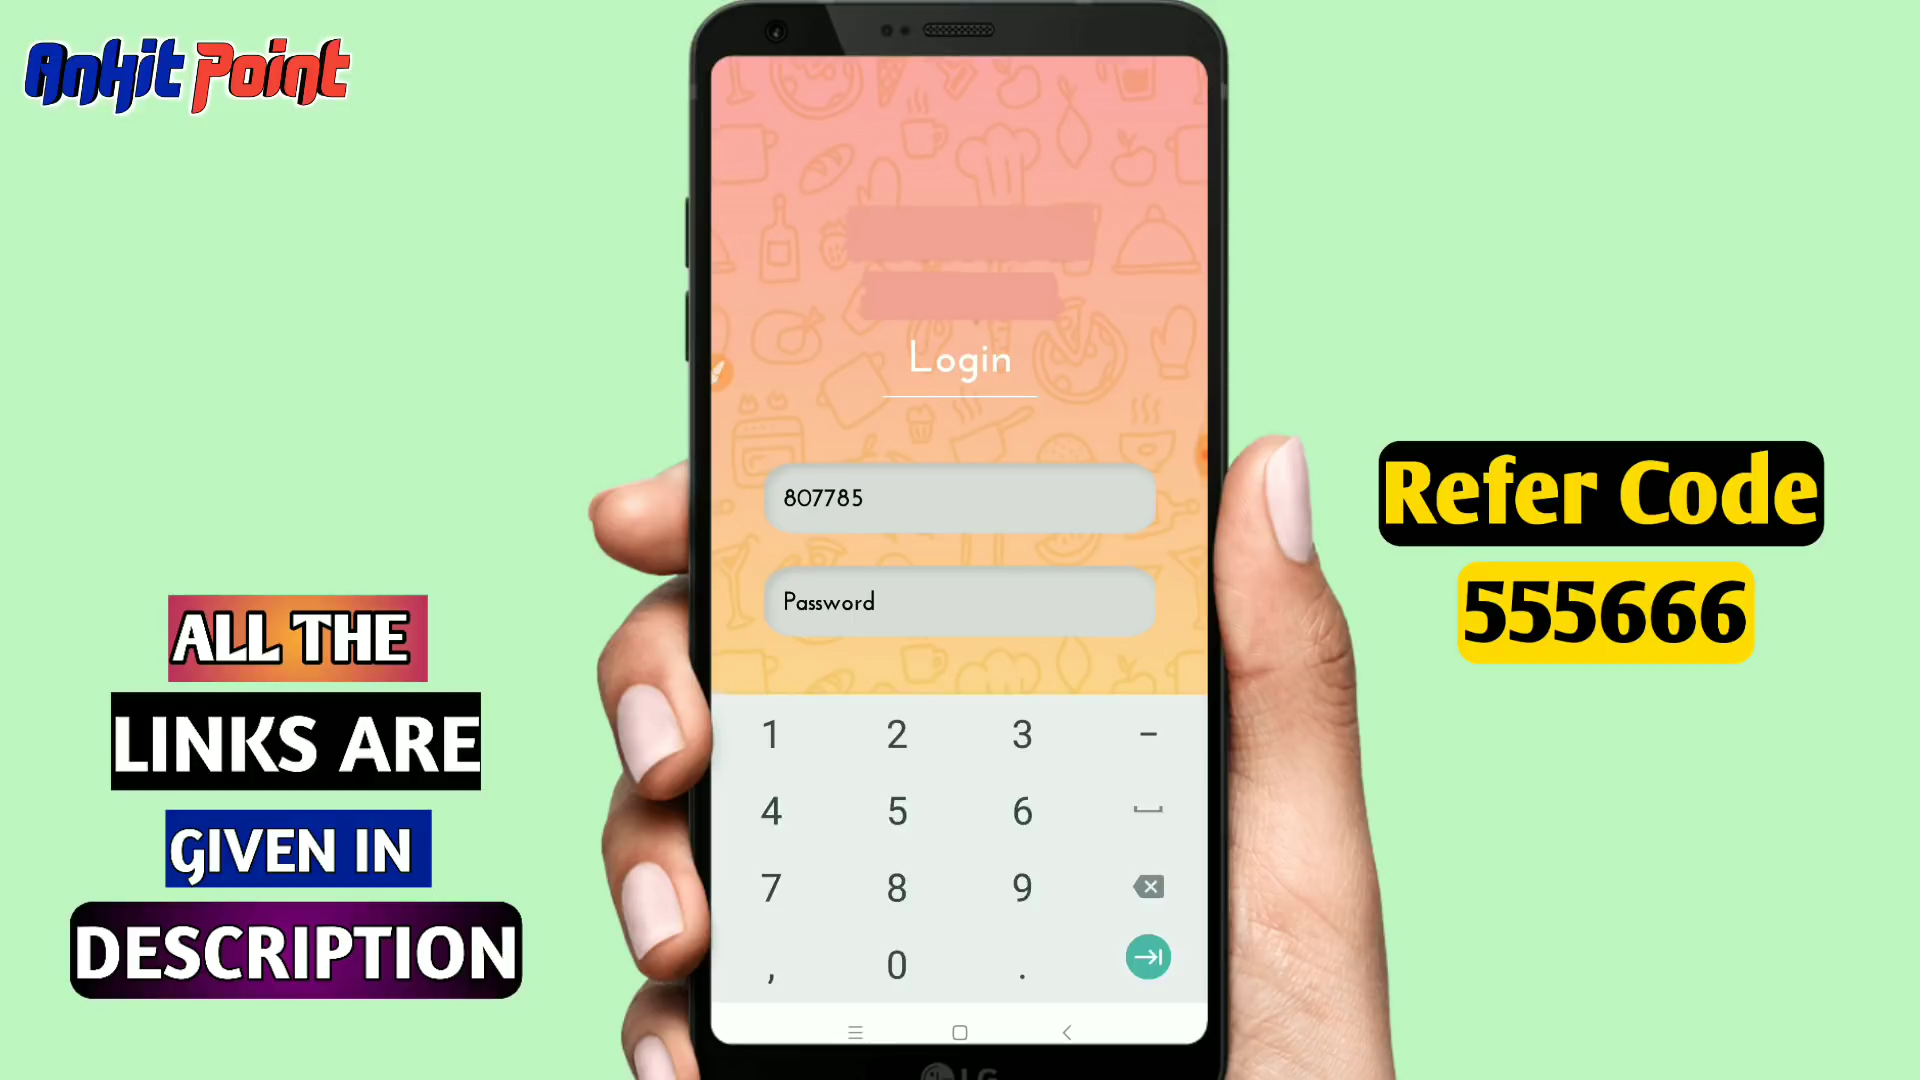 Ankit Point
Login
807785
Password
1 2 3 -
4 5 6
7 8 9
, 0 .
LG
Refer Code
555666
ALL THE
LINKS ARE
GIVEN IN
DESCRIPTION